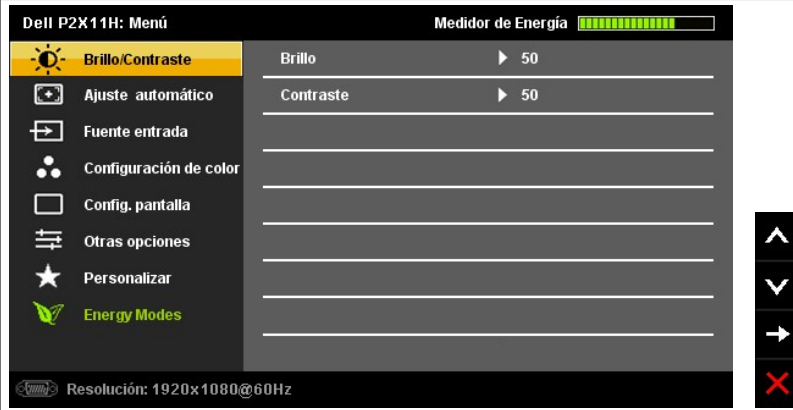 Dell P2X11H: Menú
Medidor de Energía
Brillo/Contraste
Brillo
50
Ajuste automático
Contraste
50
Fuente entrada
Configuración de color
Config. pantalla
Otras opciones
Personalizar
Energy Modes
Resolución: 1920x1080@60Hz